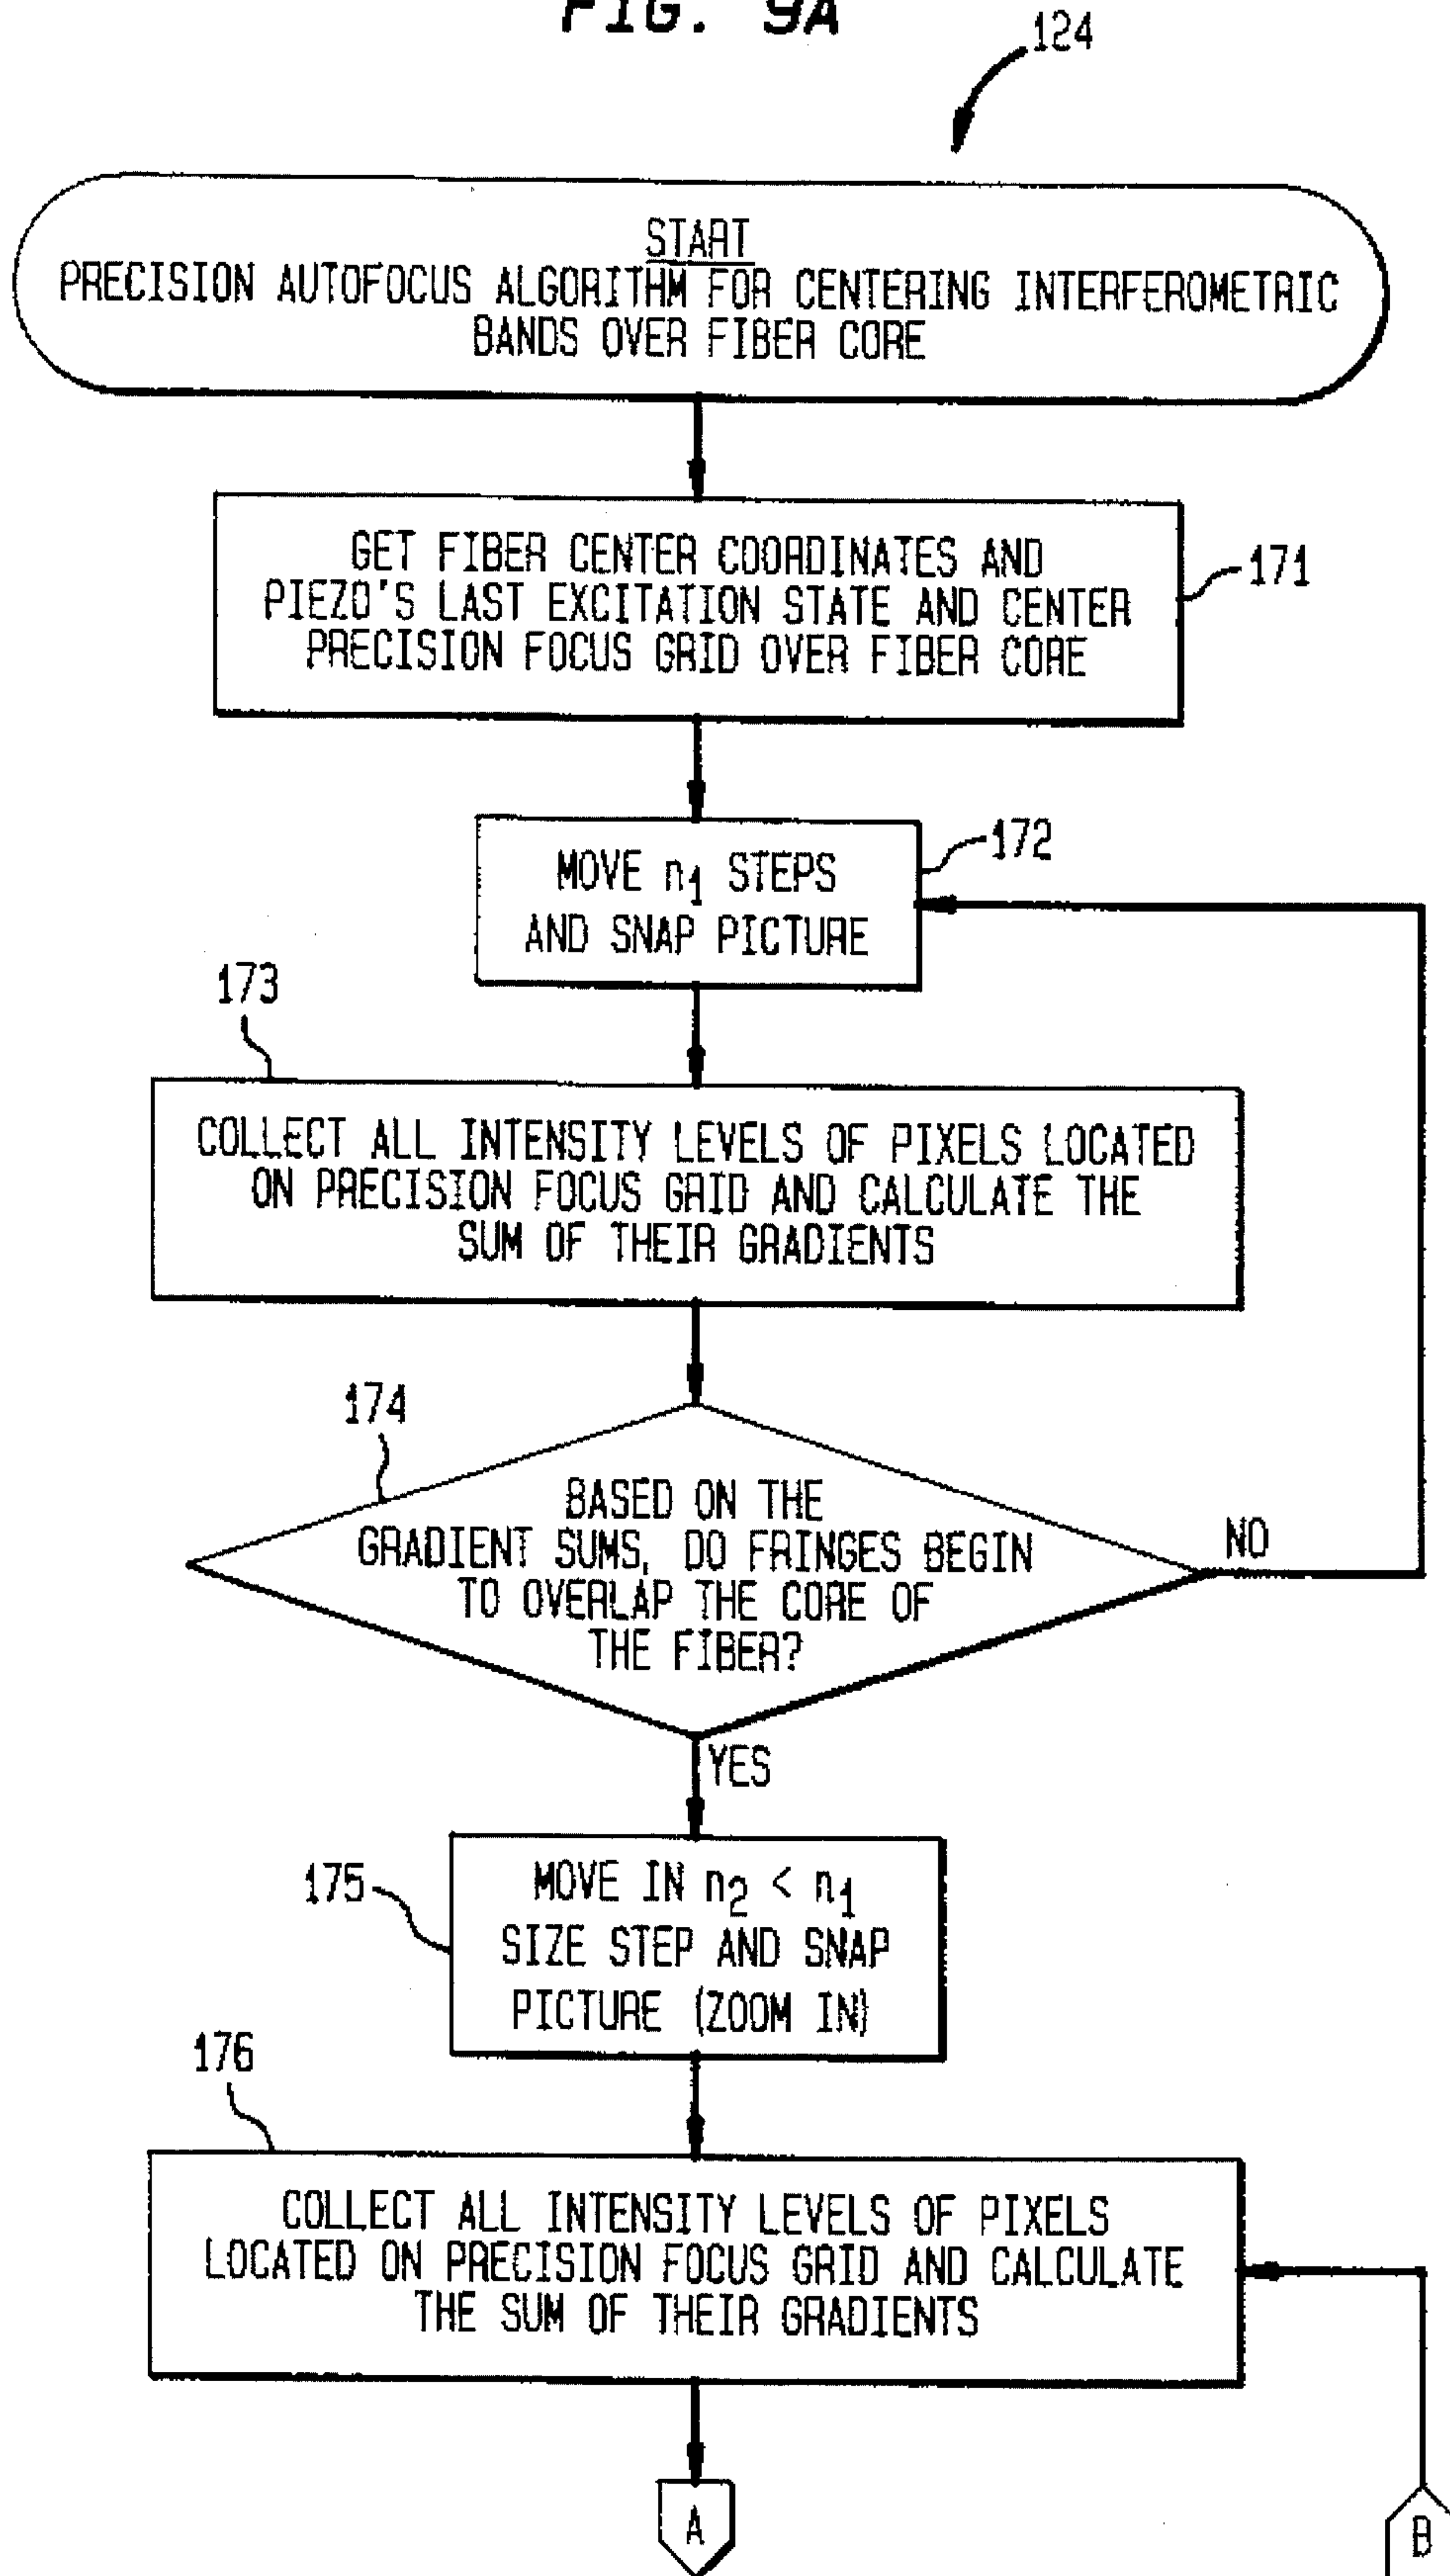 FIG. 9A
124
START
PRECISION AUTOFOCUS ALGORITHM FOR CENTERING INTERFEROMETRIC
BANDS OVER FIBER CORE
GET FIBER CENTER COORDINATES AND
PIEZO'S LAST EXCITATION STATE AND CENTER
PRECISION FOCUS GRID OVER FIBER CORE
171
MOVE n1 STEPS
AND SNAP PICTURE
172
173
COLLECT ALL INTENSITY LEVELS OF PIXELS LOCATED
ON PRECISION FOCUS GRID AND CALCULATE THE
SUM OF THEIR GRADIENTS
174
BASED ON THE
GRADIENT SUMS, DO FRINGES BEGIN
TO OVERLAP THE CORE OF
THE FIBER?
NO
YES
175
MOVE IN n2 < n1
SIZE STEP AND SNAP
PICTURE (ZOOM IN)
176
COLLECT ALL INTENSITY LEVELS OF PIXELS
LOCATED ON PRECISION FOCUS GRID AND CALCULATE
THE SUM OF THEIR GRADIENTS
A
B